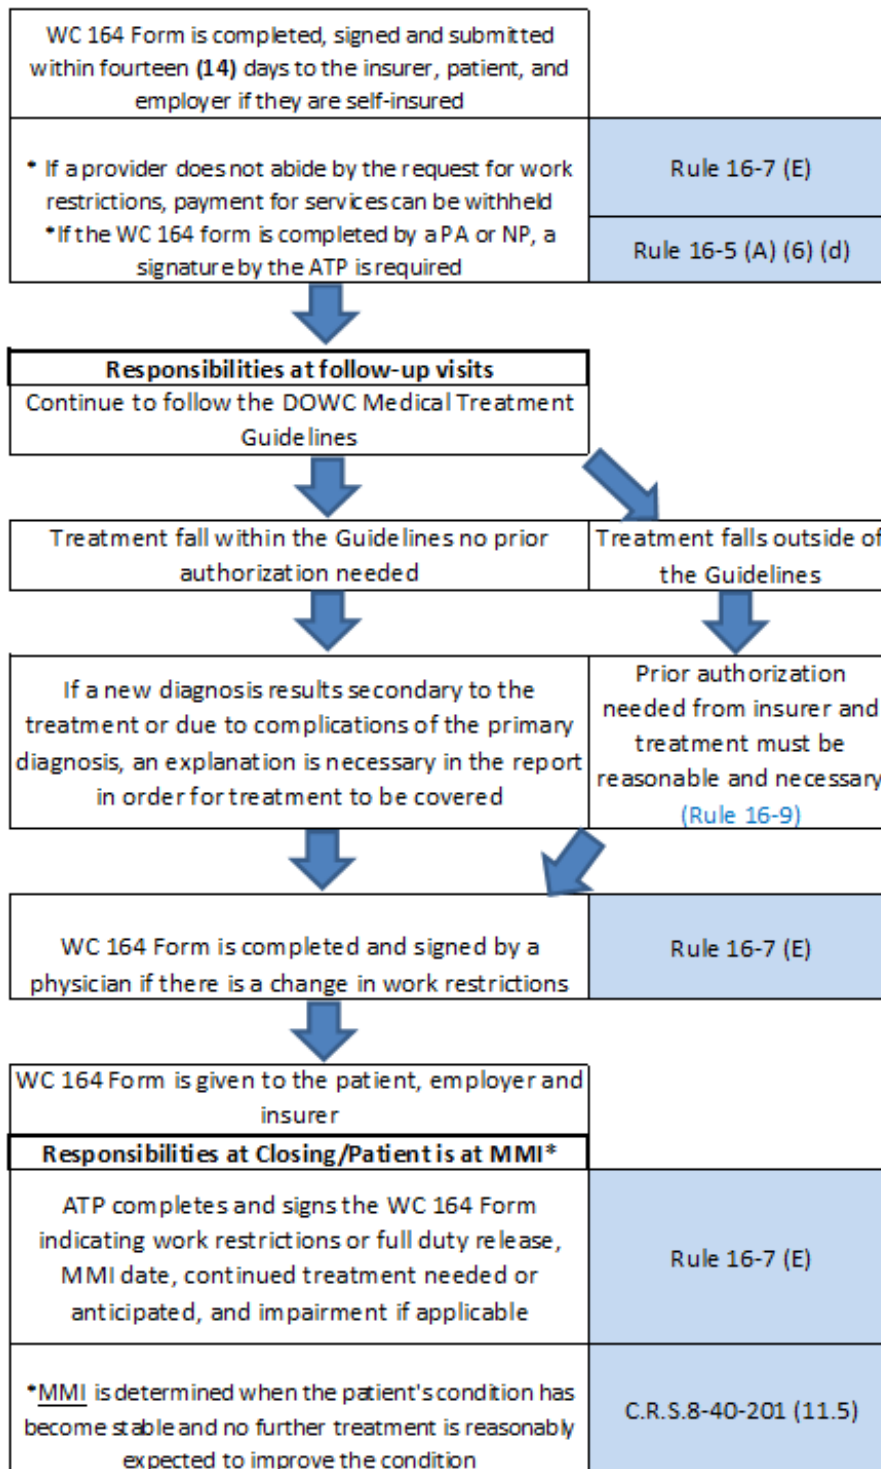 WC 164 Form is completed, signed and submitted
within fourteen (14) days to the insurer, patient, and
employer if they are self-insured
* If a provider does not abide by the request for work
restrictions, payment for services can be withheld
*If the WC 164 form is completed by a PA or NP, a
signature by the ATP is required
Rule 16-7 (E)
Rule 16-5 (A) (6) (d)
Responsibilities at follow-up visits
Continue to follow the DOWC Medical Treatment
Guidelines
Treatment fall within the Guidelines no prior
authorization needed
Treatment falls outside of
the Guidelines
If a new diagnosis results secondary to the
treatment or due to complications of the primary
diagnosis, an explanation is necessary in the report
in order for treatment to be covered
Prior authorization
needed from insurer and
treatment must be
reasonable and necessary
(Rule 16-9)
WC 164 Form is completed and signed by a
physician if there is a change in work restrictions
Rule 16-7 (E)
WC 164 Form is given to the patient, employer and
insurer
Responsibilities at Closing/Patient is at MMI*
ATP completes and signs the WC 164 Form
indicating work restrictions or full duty release,
MMI date, continued treatment needed or
anticipated, and impairment if applicable
Rule 16-7 (E)
*MMI is determined when the patient's condition has
become stable and no further treatment is reasonably
expected to improve the condition
C.R.S.8-40-201 (11.5)